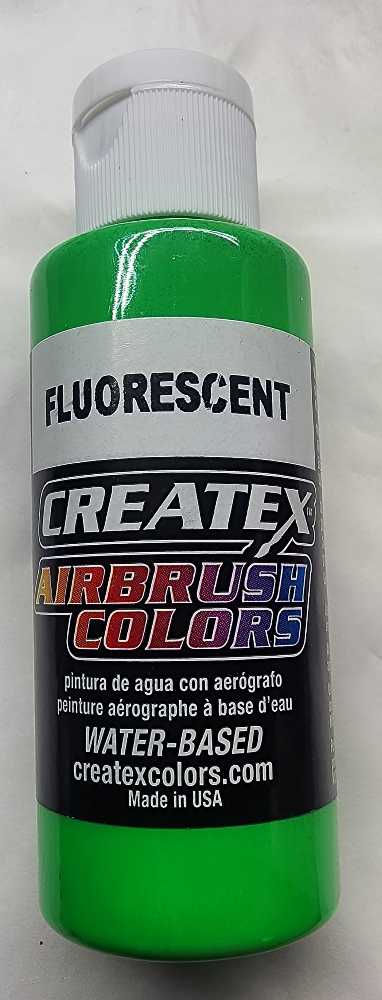 FLUORESCENT
CREATEX™
AIRBRUSH
COLORS
pintura de agua con aerógrafo
peinture aérographe à base d'eau
WATER-BASED
createxcolors.com
Made in USA